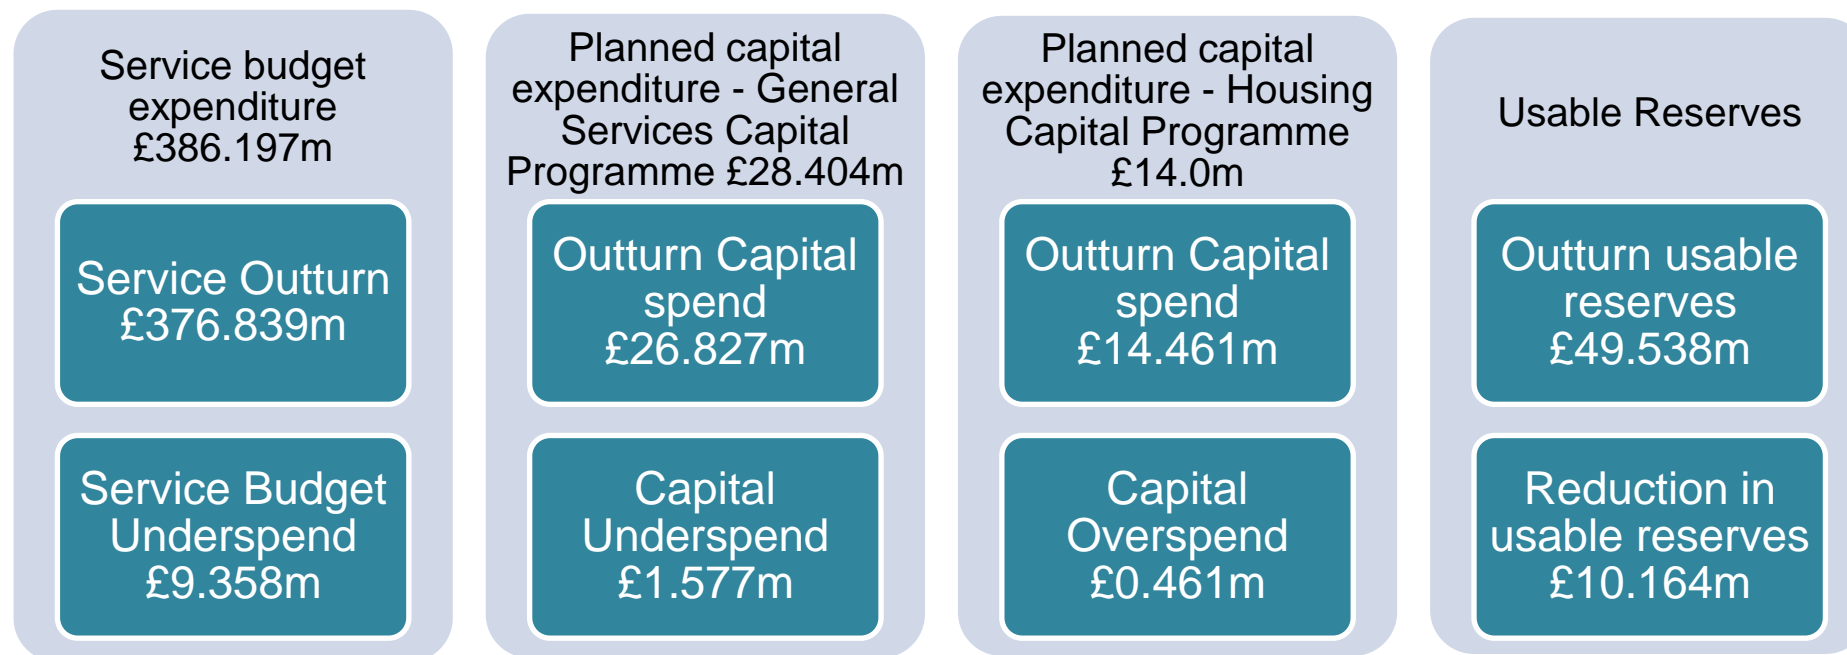 Service budget
expenditure
£386.197m
Service Outturn
£376.839m
Service Budget
Underspend
£9.358m
Planned capital
expenditure - General
Services Capital
Programme £28.404m
Outturn Capital
spend
£26.827m
Capital
Underspend
£1.577m
Planned capital
expenditure - Housing
Capital Programme
£14.0m
Outturn Capital
spend
£14.461m
Capital
Overspend
£0.461m
Usable Reserves
Outturn usable
reserves
£49.538m
Reduction in
usable reserves
£10.164m